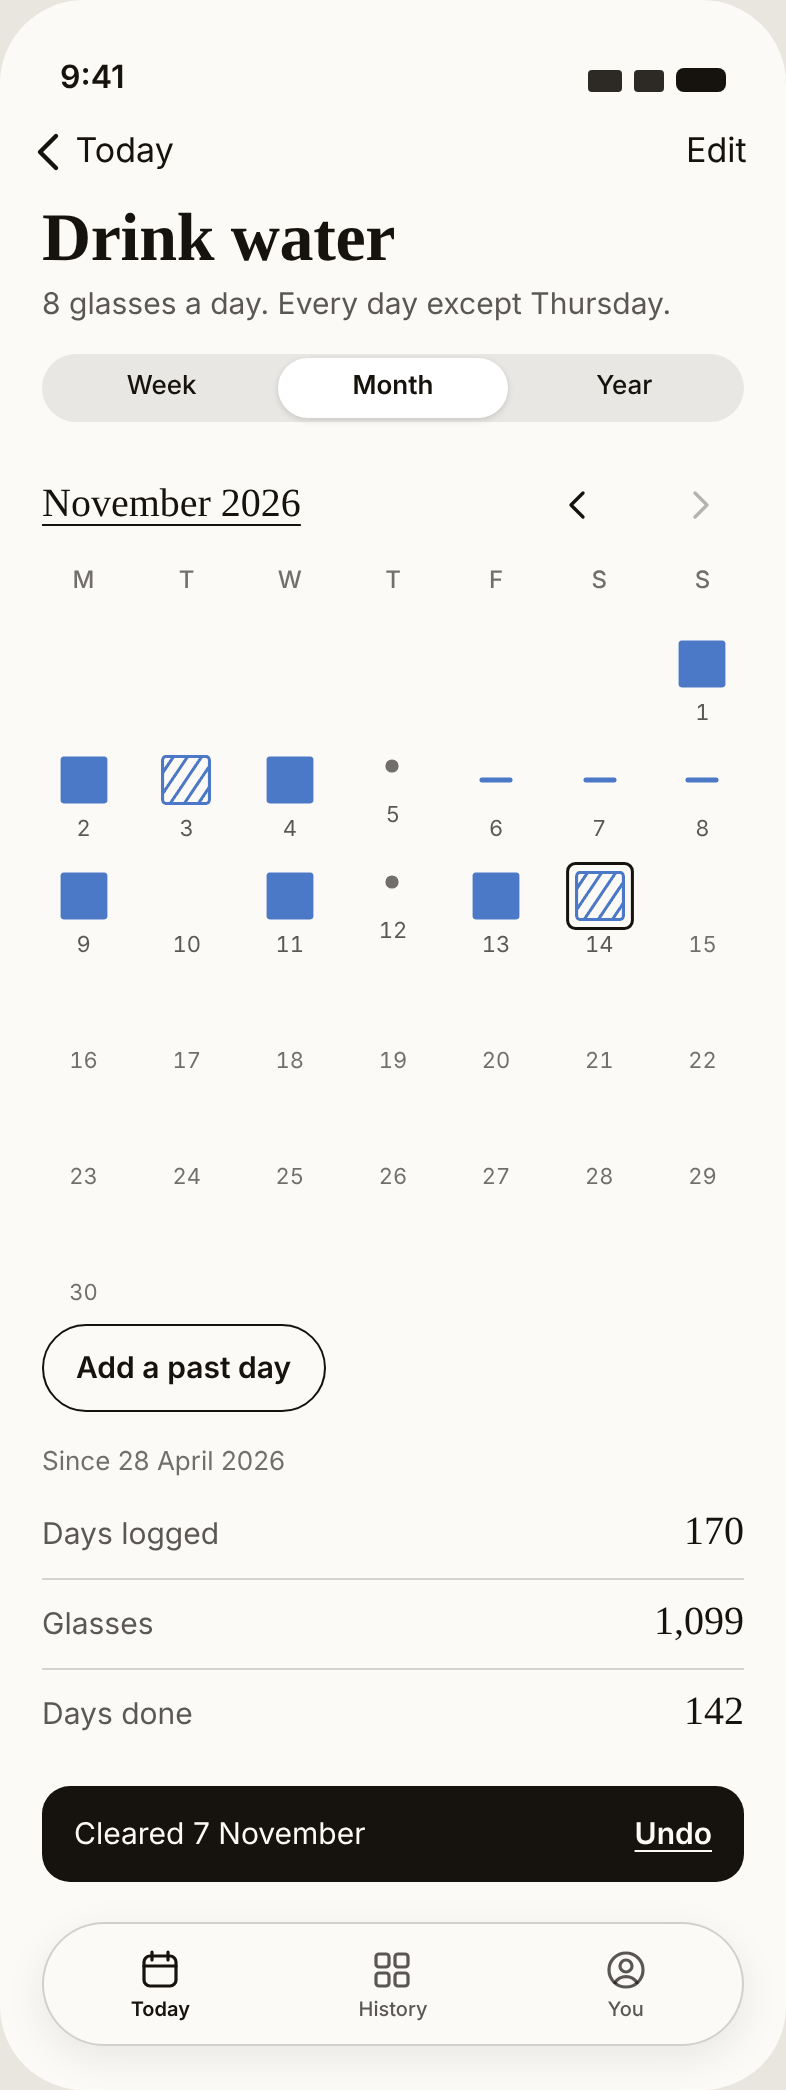 9:41
Today Edit
Drink water
8 glasses a day. Every day except Thursday.
Week Month Year
November 2026
M T W T F S S
1
2 3 4 5 6 7 8
9 10 11 12 13 14 15
16 17 18 19 20 21 22
23 24 25 26 27 28 29
30
Add a past day
Since 28 April 2026
Days logged 170
Glasses 1,099
Days done 142
Cleared 7 November Undo
Today History You